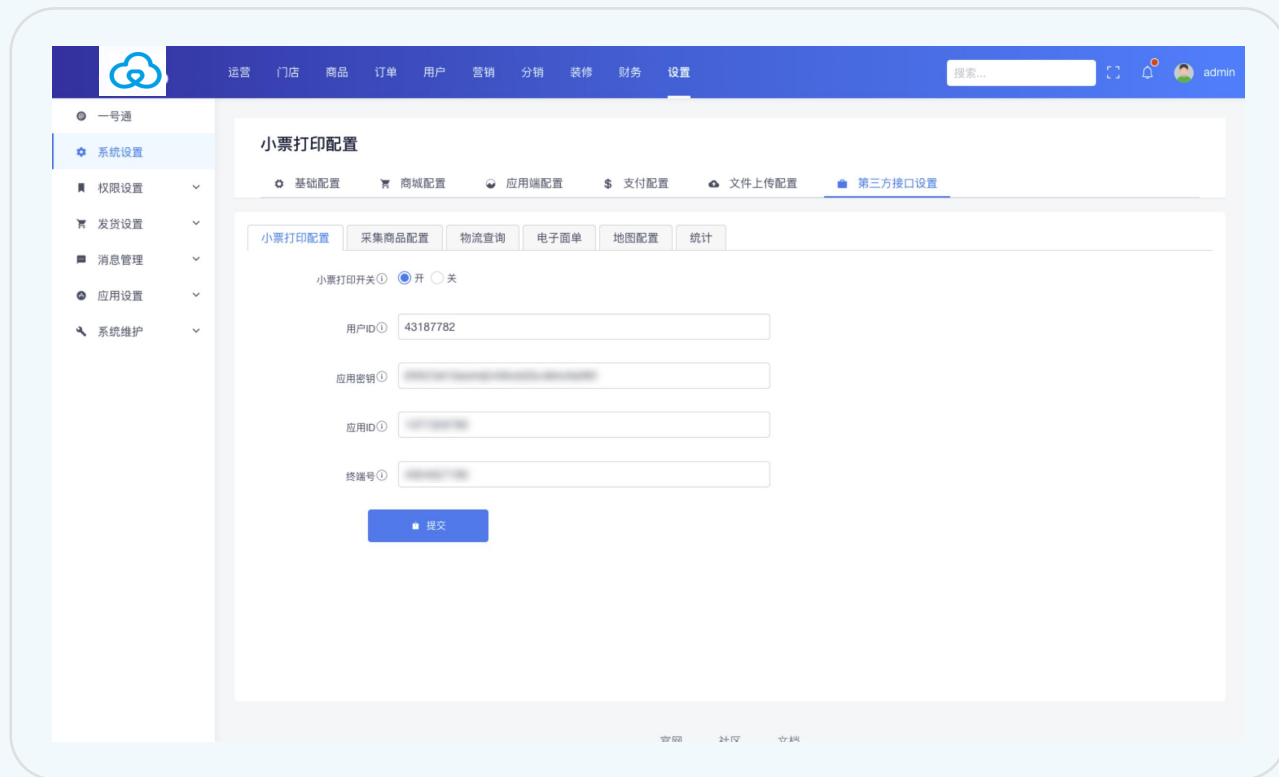 运营 门店 商品 订单 用户 营销 分销 装修 财务 设置 搜索... admin
一号通
系统设置
权限设置
发货设置
消息管理
应用设置
系统维护
小票打印配置
基础配置 商城配置 应用端配置 支付配置 文件上传配置 第三方接口设置
小票打印配置 采集商品配置 物流查询 电子面单 地图配置 统计
小票打印开关 开 关
用户ID 43187782
应用密钥
应用ID
终端号
提交
官网 社区 文档